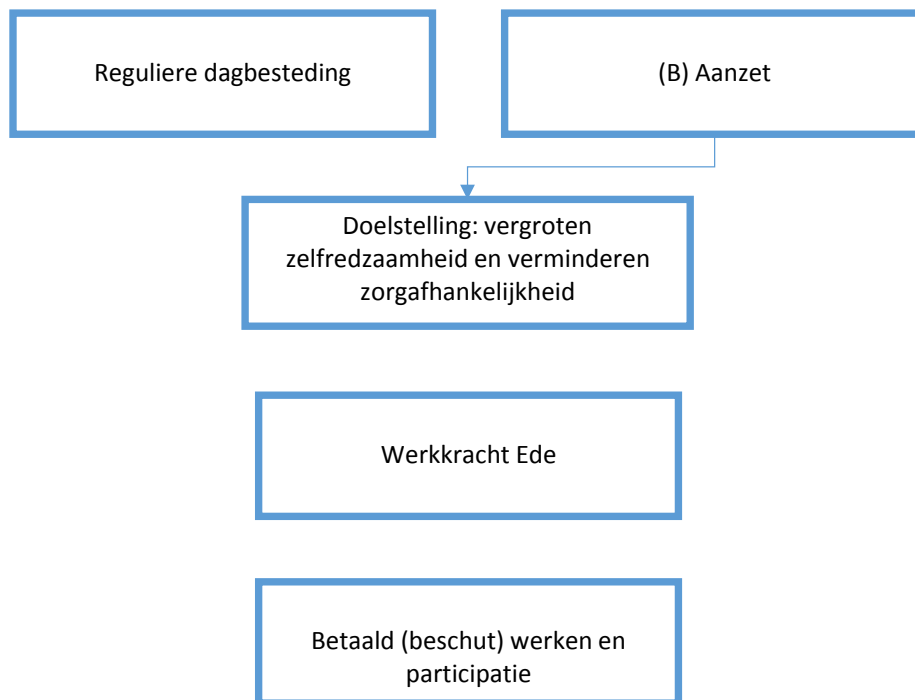 Reguliere dagbesteding
(B) Aanzet
Doelstelling: vergroten
zelfredzaamheid en verminderen
zorgafhankelijkheid
Werkkracht Ede
Betaald (beschut) werken en
participatie